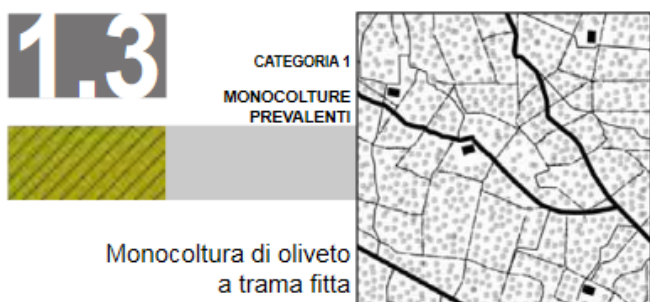 1.3
CATEGORIA 1
MONOCOLTURE
PREVALENTI
Monocoltura di oliveto
a trama fitta